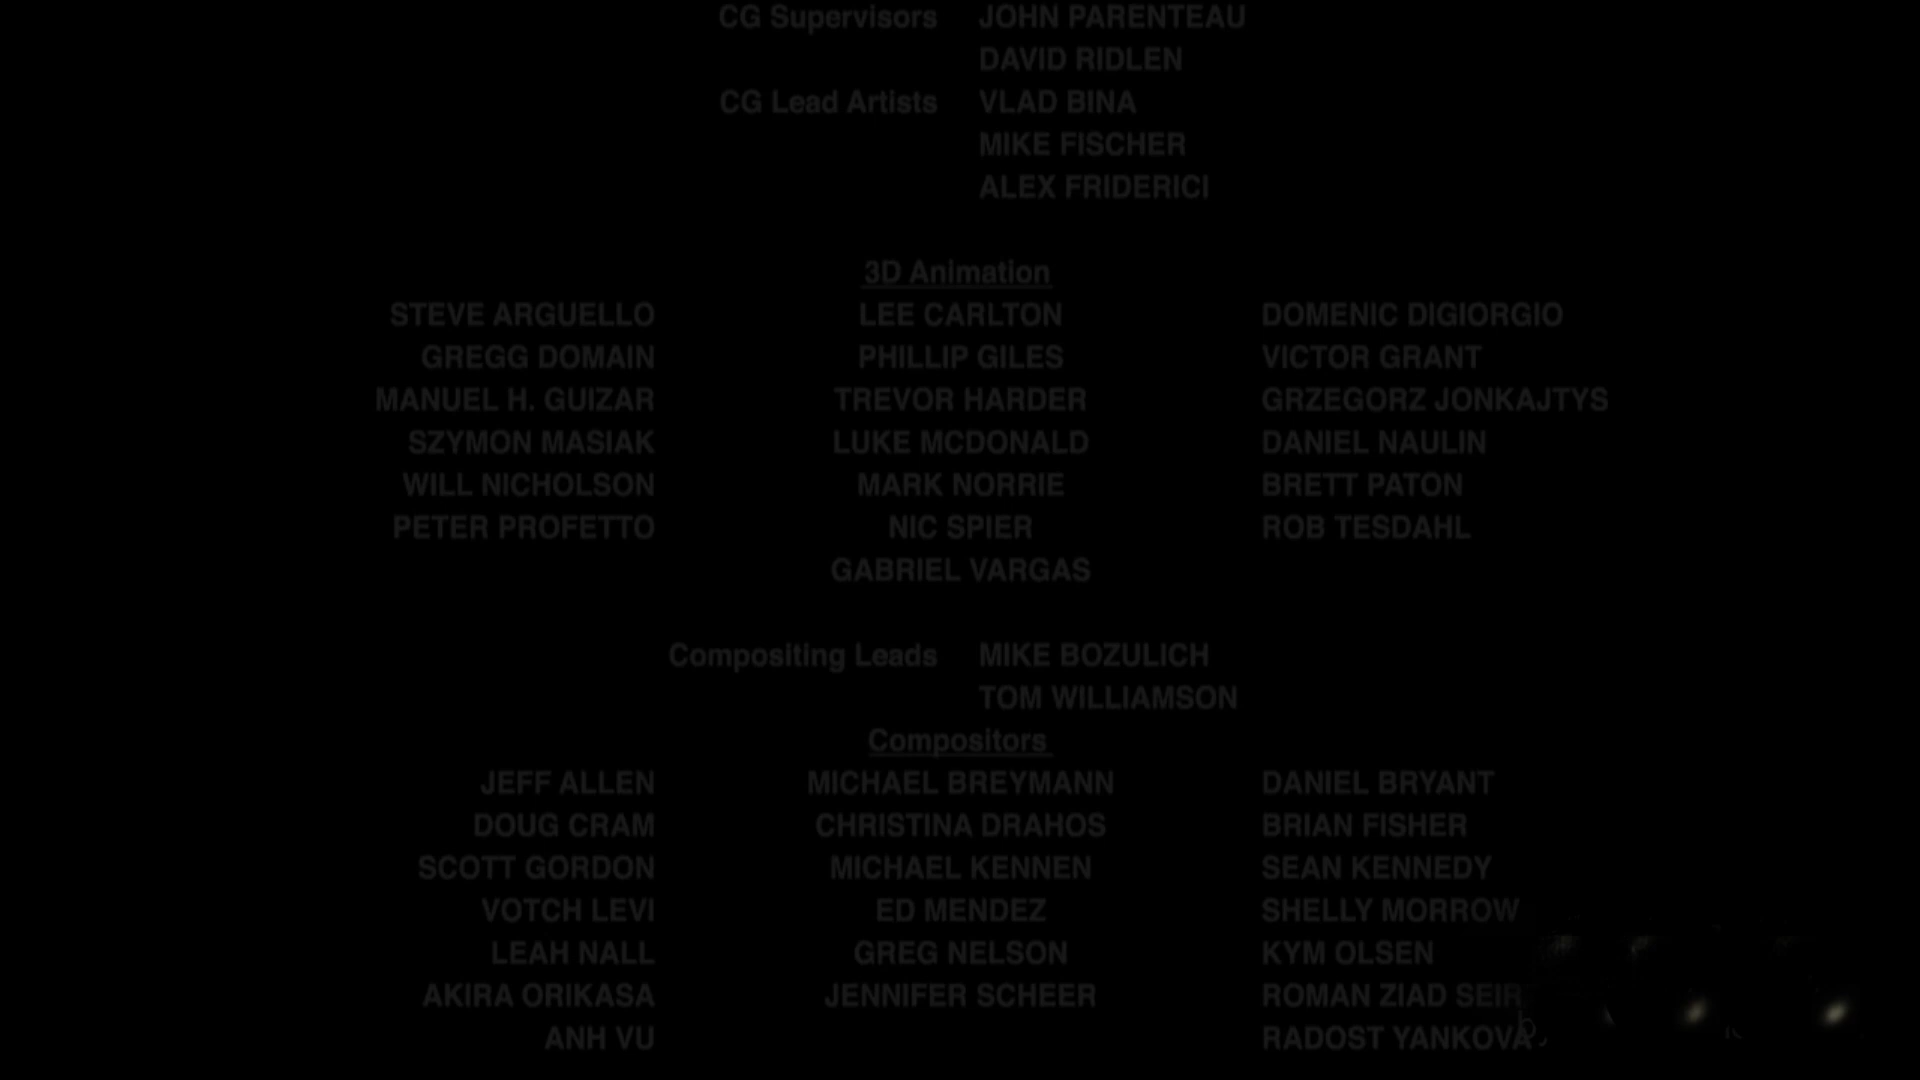 CG Supervisors JOHN PARENTEAU
DAVID RIDLEN
CG Lead Artists VLAD BINA
MIKE FISCHER
ALEX FRIDERICI
3D Animation
STEVE ARGUELLO LEE CARLTON DOMENIC DIGIORGIO
GREGG DOMAIN PHILLIP GILES VICTOR GRANT
MANUEL H. GUIZAR TREVOR HARDER GRZEGORZ JONKAJTYS
SZYMON MASIAK LUKE MCDONALD DANIEL NAULIN
WILL NICHOLSON MARK NORRIE BRETT PATON
PETER PROFETTO NIC SPIER ROB TESDAHL
GABRIEL VARGAS
Compositing Leads MIKE BOZULICH
TOM WILLIAMSON
Compositors
JEFF ALLEN MICHAEL BREYMANN DANIEL BRYANT
DOUG CRAM CHRISTINA DRAHOS BRIAN FISHER
SCOTT GORDON MICHAEL KENNEN SEAN KENNEDY
VOTCH LEVI ED MENDEZ SHELLY MORROW
LEAH NALL GREG NELSON KYM OLSEN
AKIRA ORIKASA JENNIFER SCHEER ROMAN ZIAD SEIR
ANH VU RADOST YANKOVA